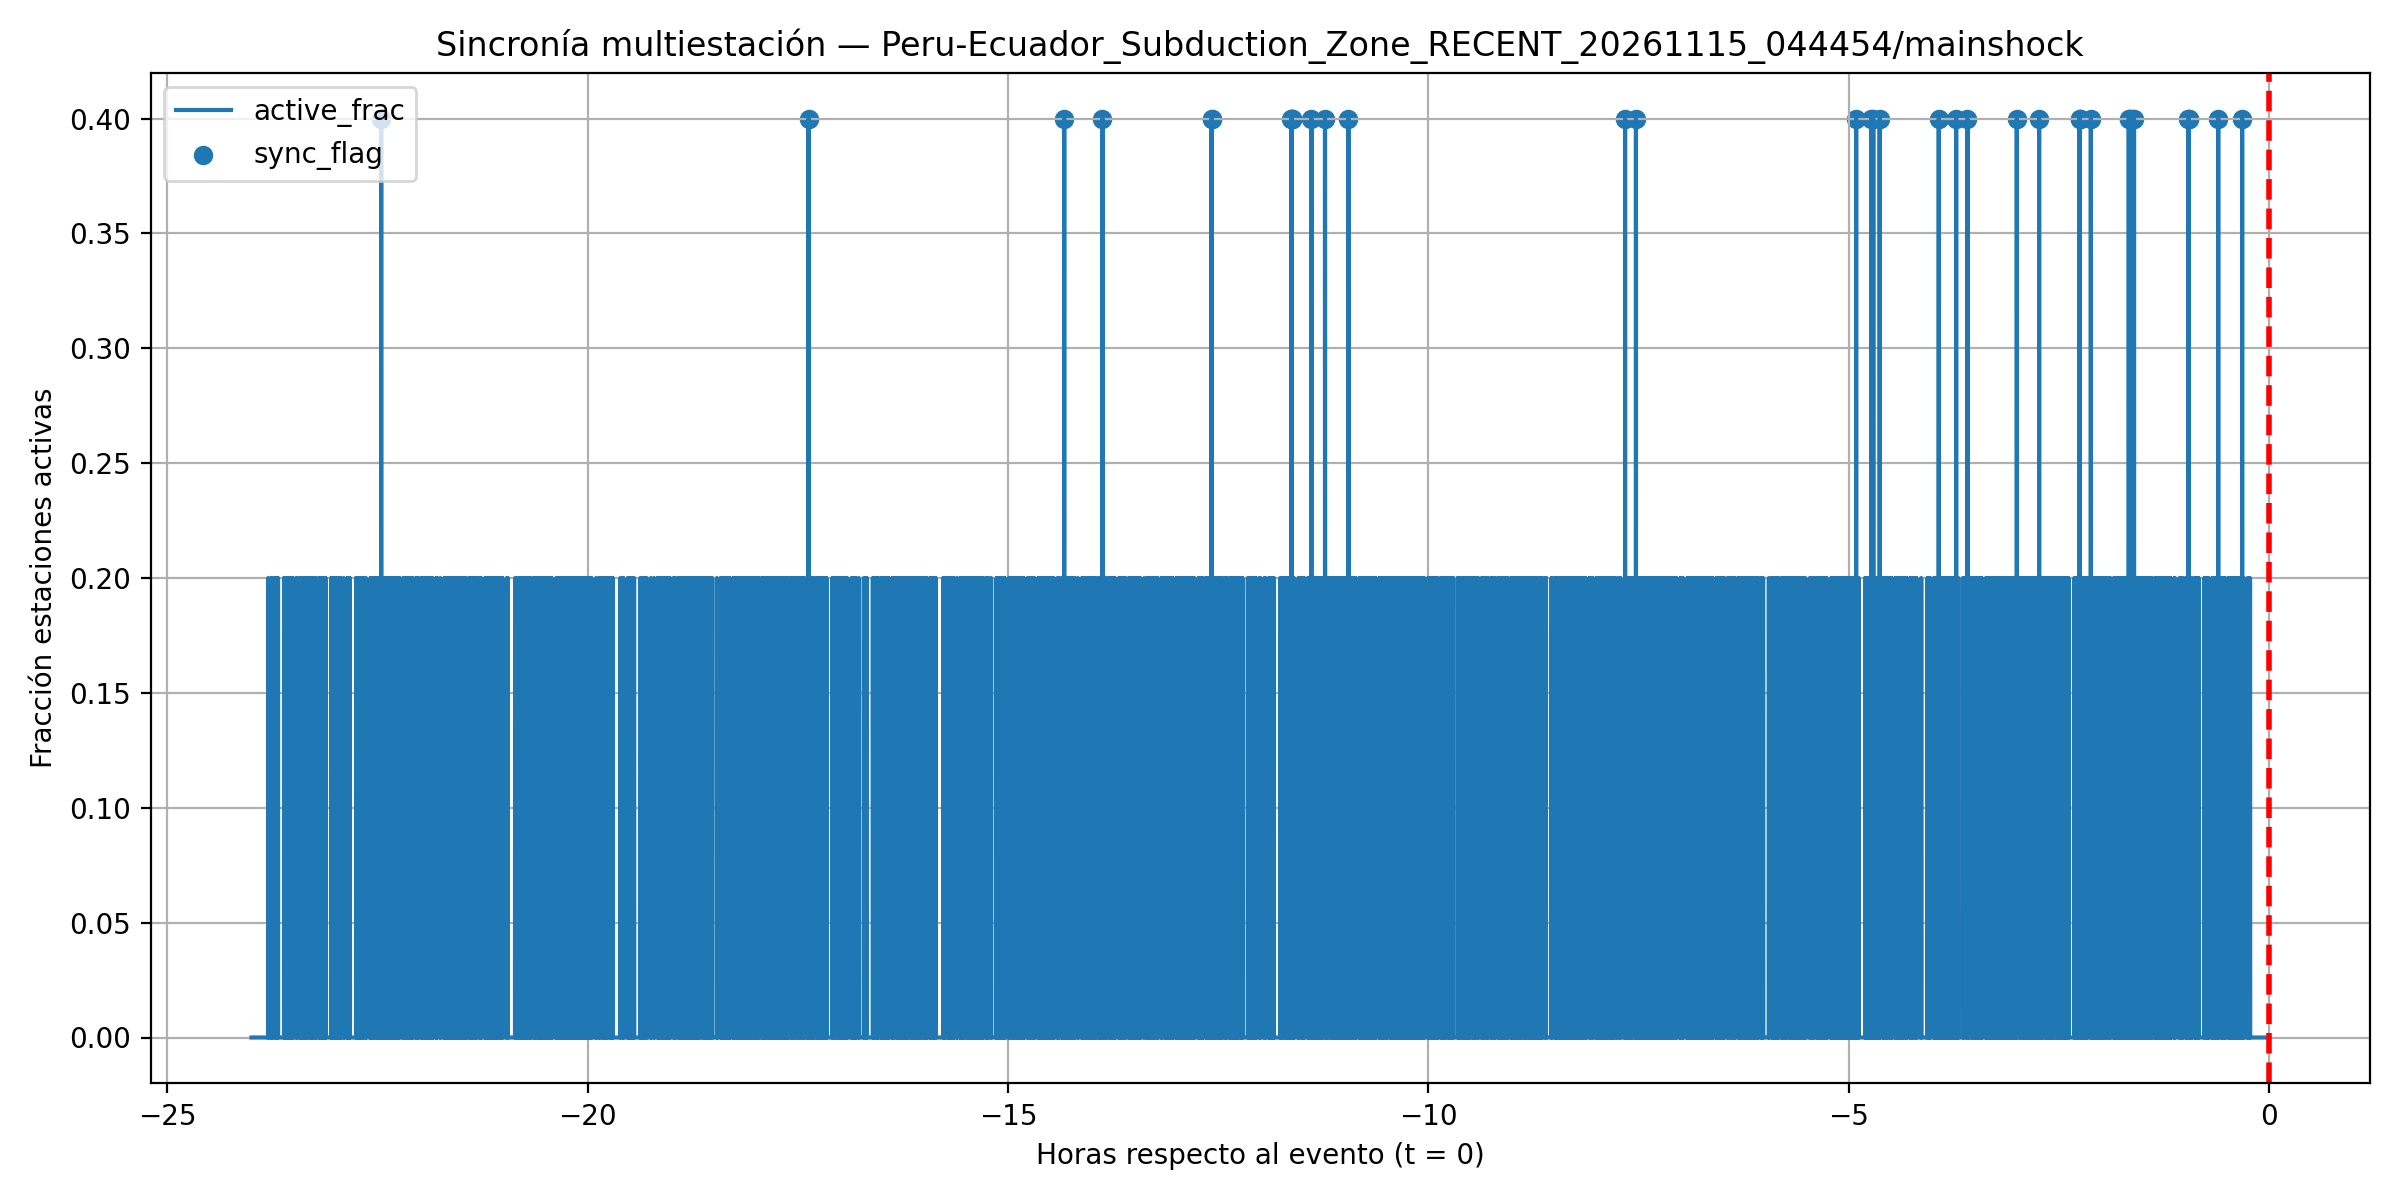 Sincronía multiestación — Peru-Ecuador_Subduction_Zone_RECENT_20261115_044454/mainshock
active_frac
sync_flag
0.40
0.35
0.30
0.25
0.20
0.15
0.10
0.05
0.00
Fracción estaciones activas
−25 −20 −15 −10 −5 0
Horas respecto al evento (t = 0)